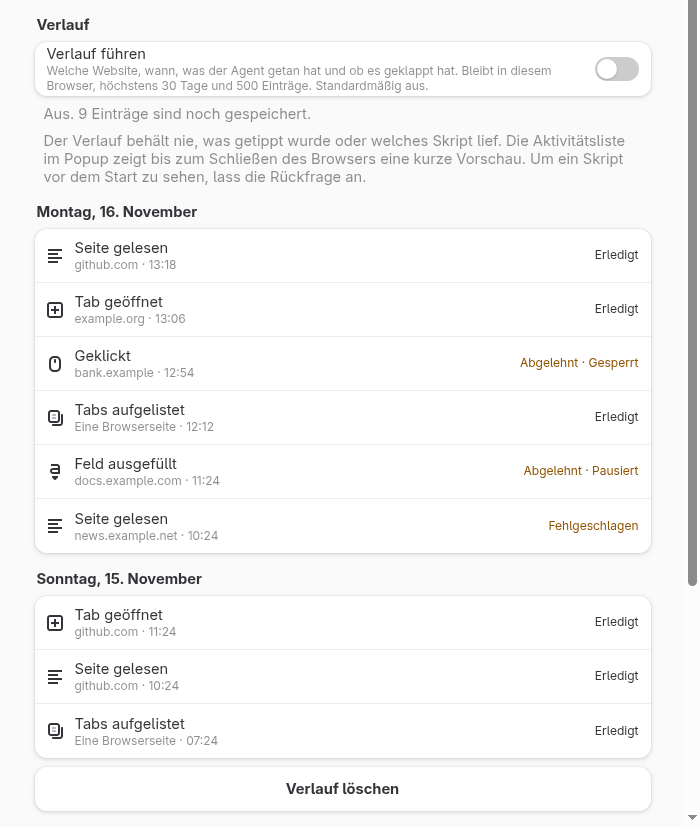 Verlauf
Verlauf führen
Welche Website, wann, was der Agent getan hat und ob es geklappt hat. Bleibt in diesem
Browser, höchstens 30 Tage und 500 Einträge. Standardmäßig aus.
Aus. 9 Einträge sind noch gespeichert.
Der Verlauf behält nie, was getippt wurde oder welches Skript lief. Die Aktivitätsliste
im Popup zeigt bis zum Schließen des Browsers eine kurze Vorschau. Um ein Skript
vor dem Start zu sehen, lass die Rückfrage an.
Montag, 16. November
Seite gelesen
github.com · 13:18
Erledigt
Tab geöffnet
example.org · 13:06
Erledigt
Geklickt
bank.example · 12:54
Abgelehnt · Gesperrt
Tabs aufgelistet
Eine Browserseite · 12:12
Erledigt
Feld ausgefüllt
docs.example.com · 11:24
Abgelehnt · Pausiert
Seite gelesen
news.example.net · 10:24
Fehlgeschlagen
Sonntag, 15. November
Tab geöffnet
github.com · 11:24
Erledigt
Seite gelesen
github.com · 10:24
Erledigt
Tabs aufgelistet
Eine Browserseite · 07:24
Erledigt
Verlauf löschen